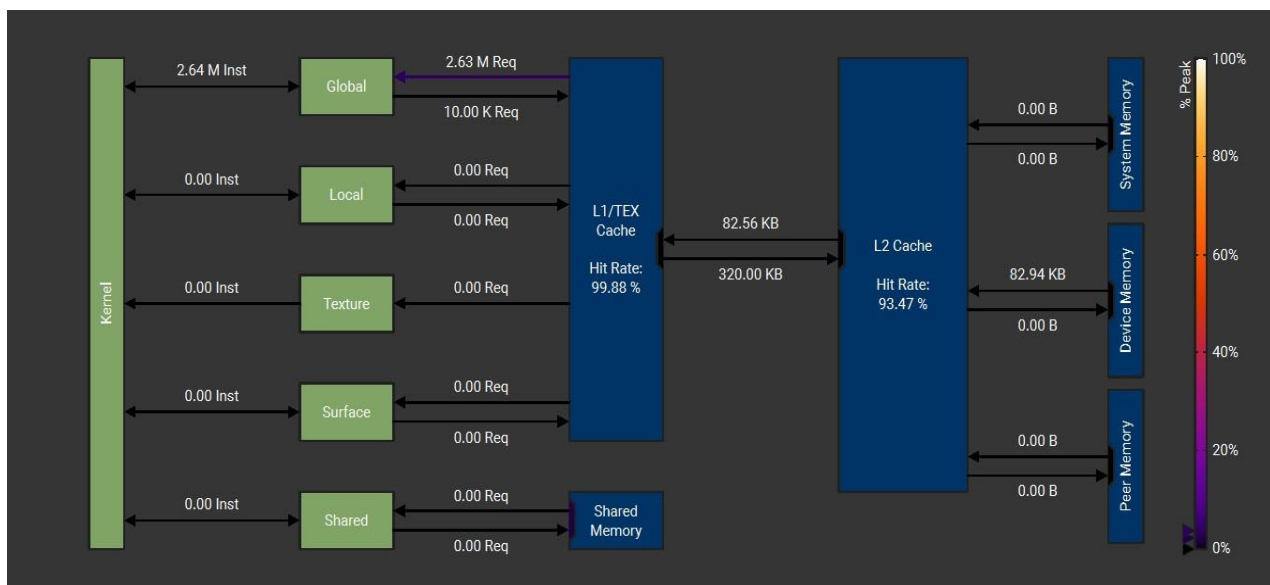 Kernel
2.64 M Inst
Global
2.63 M Req
10.00 K Req
0.00 Inst
Local
0.00 Req
0.00 Req
0.00 Inst
Texture
0.00 Req
0.00 Inst
Surface
0.00 Req
0.00 Req
0.00 Inst
Shared
0.00 Req
0.00 Req
L1/TEX
Cache
Hit Rate:
99.88 %
Shared
Memory
82.56 KB
320.00 KB
L2 Cache
Hit Rate:
93.47 %
0.00 B
0.00 B
System Memory
82.94 KB
0.00 B
Device Memory
0.00 B
0.00 B
Peer Memory
% Peak
100%
80%
60%
40%
20%
0%